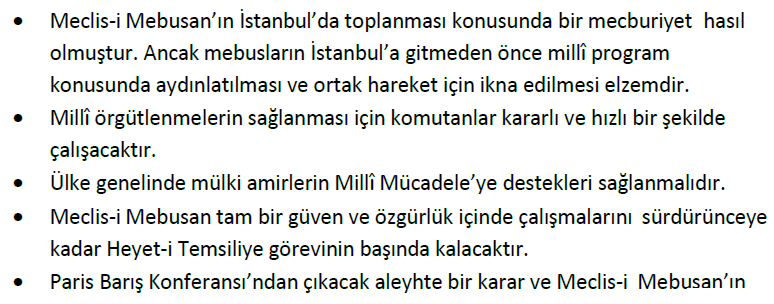 • Meclis-i Mebusan’ın İstanbul’da toplanması konusunda bir mecburiyet hasıl
olmuştur. Ancak mebusların İstanbul’a gitmeden önce millî program
konusunda aydınlatılması ve ortak hareket için ikna edilmesi elzemdir.
• Millî örgütlenmelerin sağlanması için komutanlar kararlı ve hızlı bir şekilde
çalışacaktır.
• Ülke genelinde mülki amirlerin Millî Mücadele’ye destekleri sağlanmalıdır.
• Meclis-i Mebusan tam bir güven ve özgürlük içinde çalışmalarını sürdürünceye
kadar Heyet-i Temsiliye görevinin başında kalacaktır.
• Paris Barış Konferansı’ndan çıkacak aleyhte bir karar ve Meclis-i Mebusan’ın